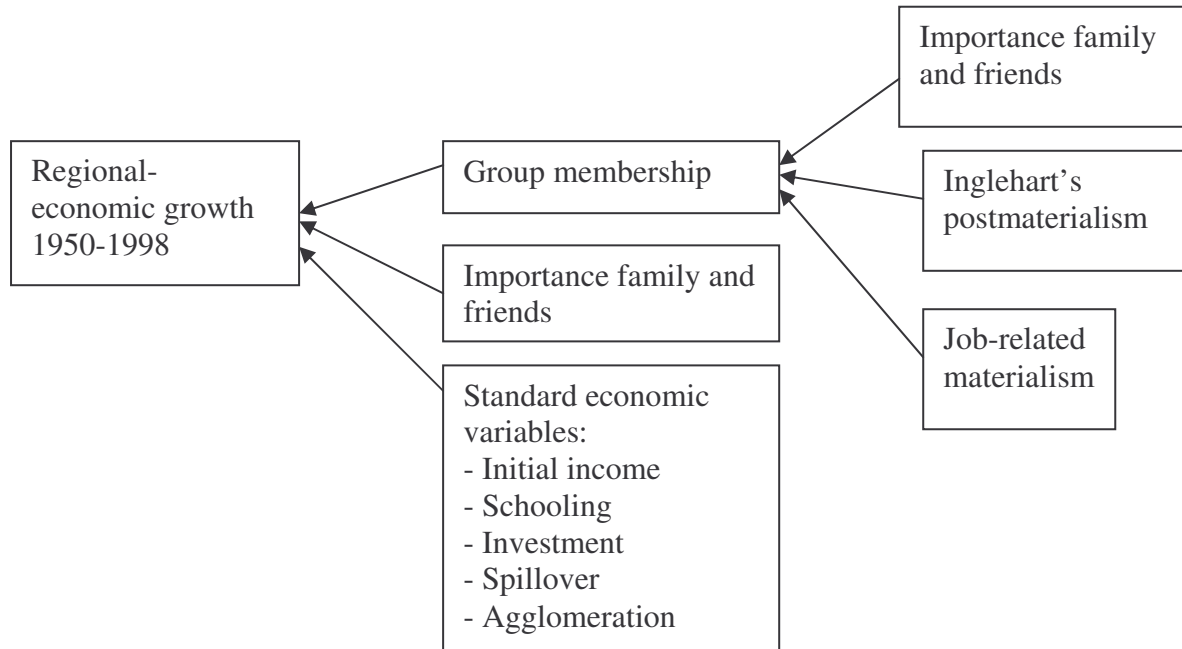 Regional-
economic growth
1950-1998
Group membership
Importance family and
friends
Standard economic
variables:
- Initial income
- Schooling
- Investment
- Spillover
- Agglomeration
Importance family
and friends
Inglehart’s
postmaterialism
Job-related
materialism